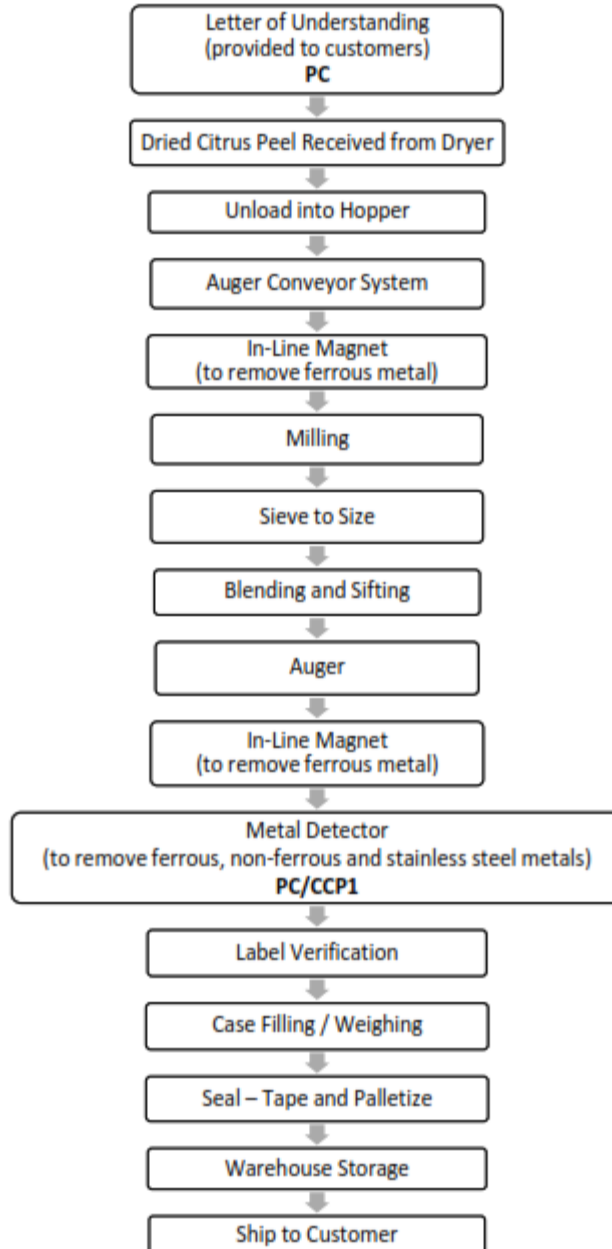 Letter of Understanding
(provided to customers)
PC
Dried Citrus Peel Received from Dryer
Unload into Hopper
Auger Conveyor System
In-Line Magnet
(to remove ferrous metal)
Milling
Sieve to Size
Blending and Sifting
Auger
In-Line Magnet
(to remove ferrous metal)
Metal Detector
(to remove ferrous, non-ferrous and stainless steel metals)
PC/CCP1
Label Verification
Case Filling / Weighing
Seal – Tape and Palletize
Warehouse Storage
Ship to Customer